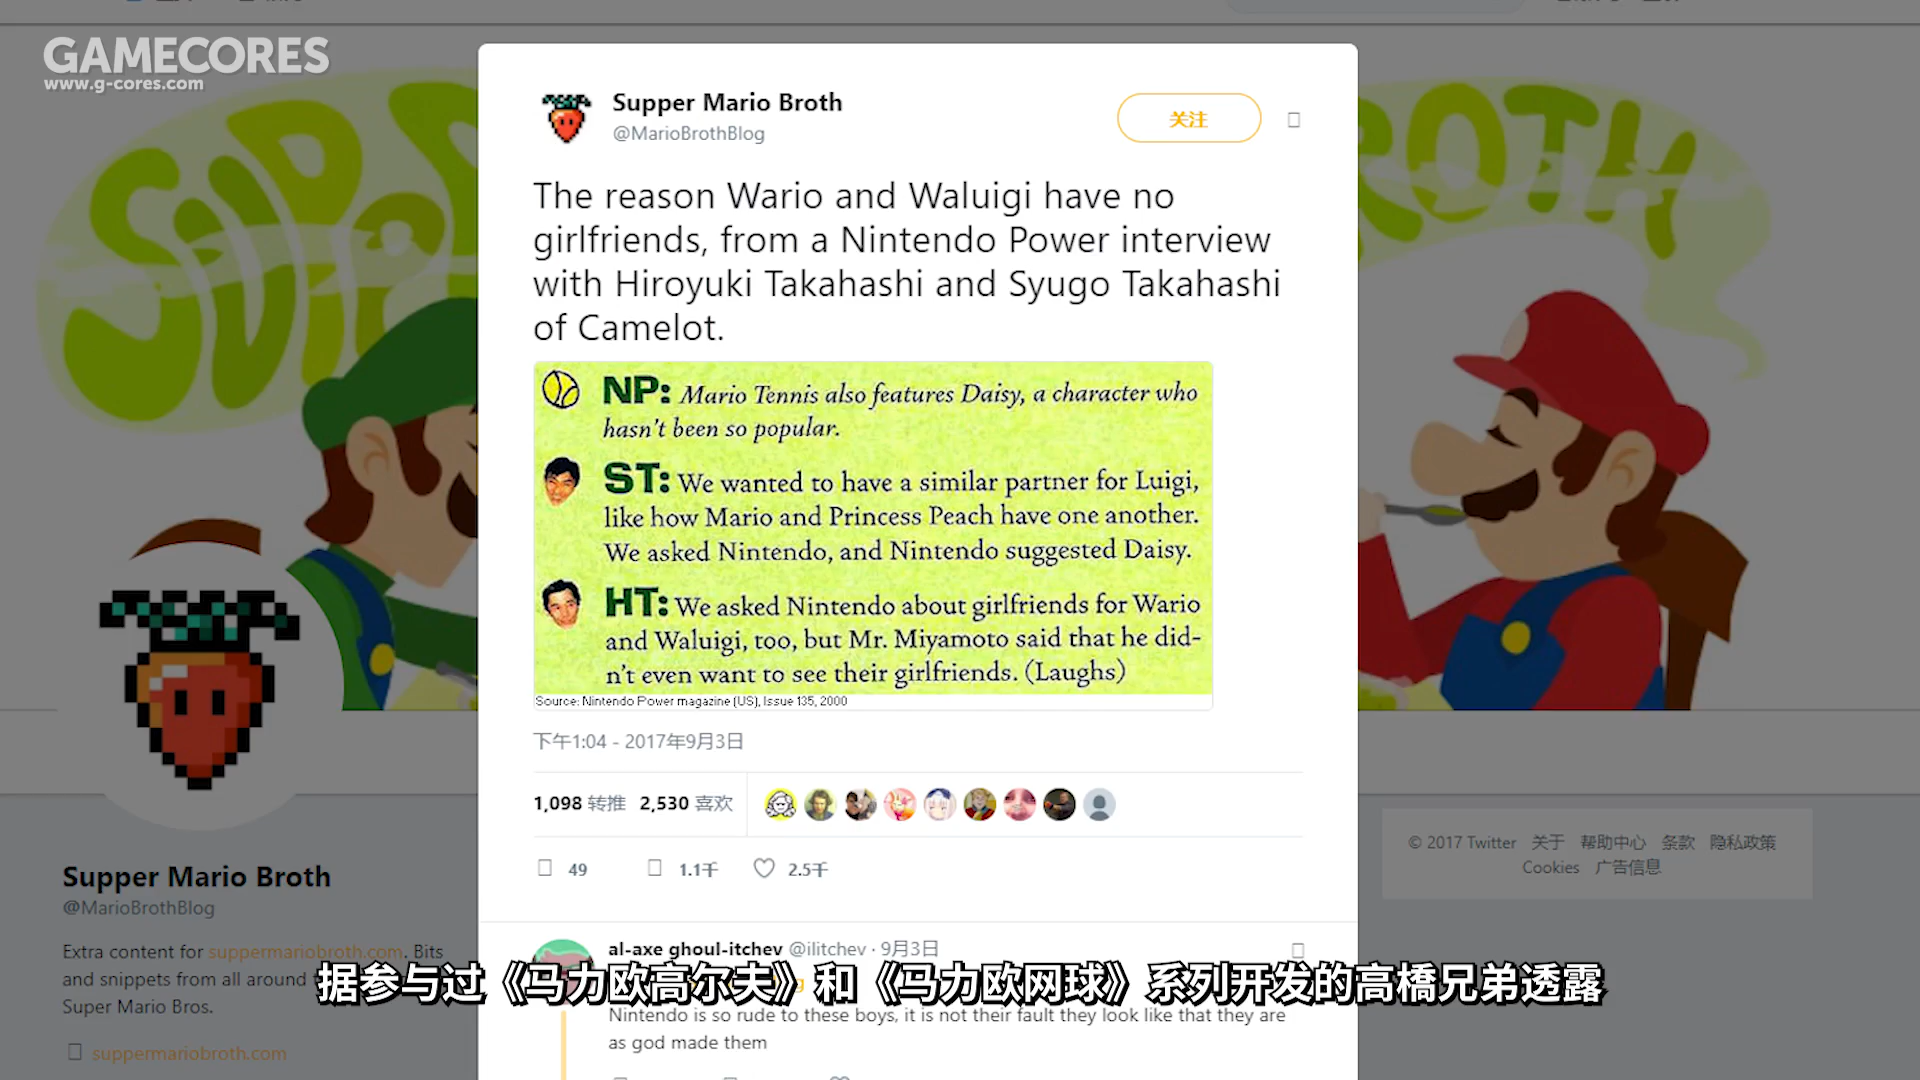 GAMECORES
www.g-cores.com
Supper Mario Broth
@MarioBrothBlog
关注
The reason Wario and Waluigi have no
girlfriends, from a Nintendo Power interview
with Hiroyuki Takahashi and Syugo Takahashi
of Camelot.
NP: Mario Tennis also features Daisy, a character who
hasn't been so popular.
ST: We wanted to have a similar partner for Luigi,
like how Mario and Princess Peach have one another.
We asked Nintendo, and Nintendo suggested Daisy.
HT: We asked Nintendo about girlfriends for Wario
and Waluigi, too, but Mr. Miyamoto said that he did-
n't even want to see their girlfriends. (Laughs)
Source: Nintendo Power magazine (US), Issue 135, 2000
下午1:04 - 2017年9月3日
1,098 转推 2,530 喜欢
49 1.1千 2.5千
al-axe ghoul-itchev @ilitchev · 9月3日
Nintendo is so rude to these boys, it is not their fault they look like that they are
as god made them
Supper Mario Broth
@MarioBrothBlog
Extra content for suppermariobroth.com. Bits
and snippets from all around
Super Mario Bros.
suppermariobroth.com
© 2017 Twitter 关于 帮助中心 条款 隐私政策
Cookies 广告信息
据参与过《马力欧高尔夫》和《马力欧网球》系列开发的高橋兄弟透露